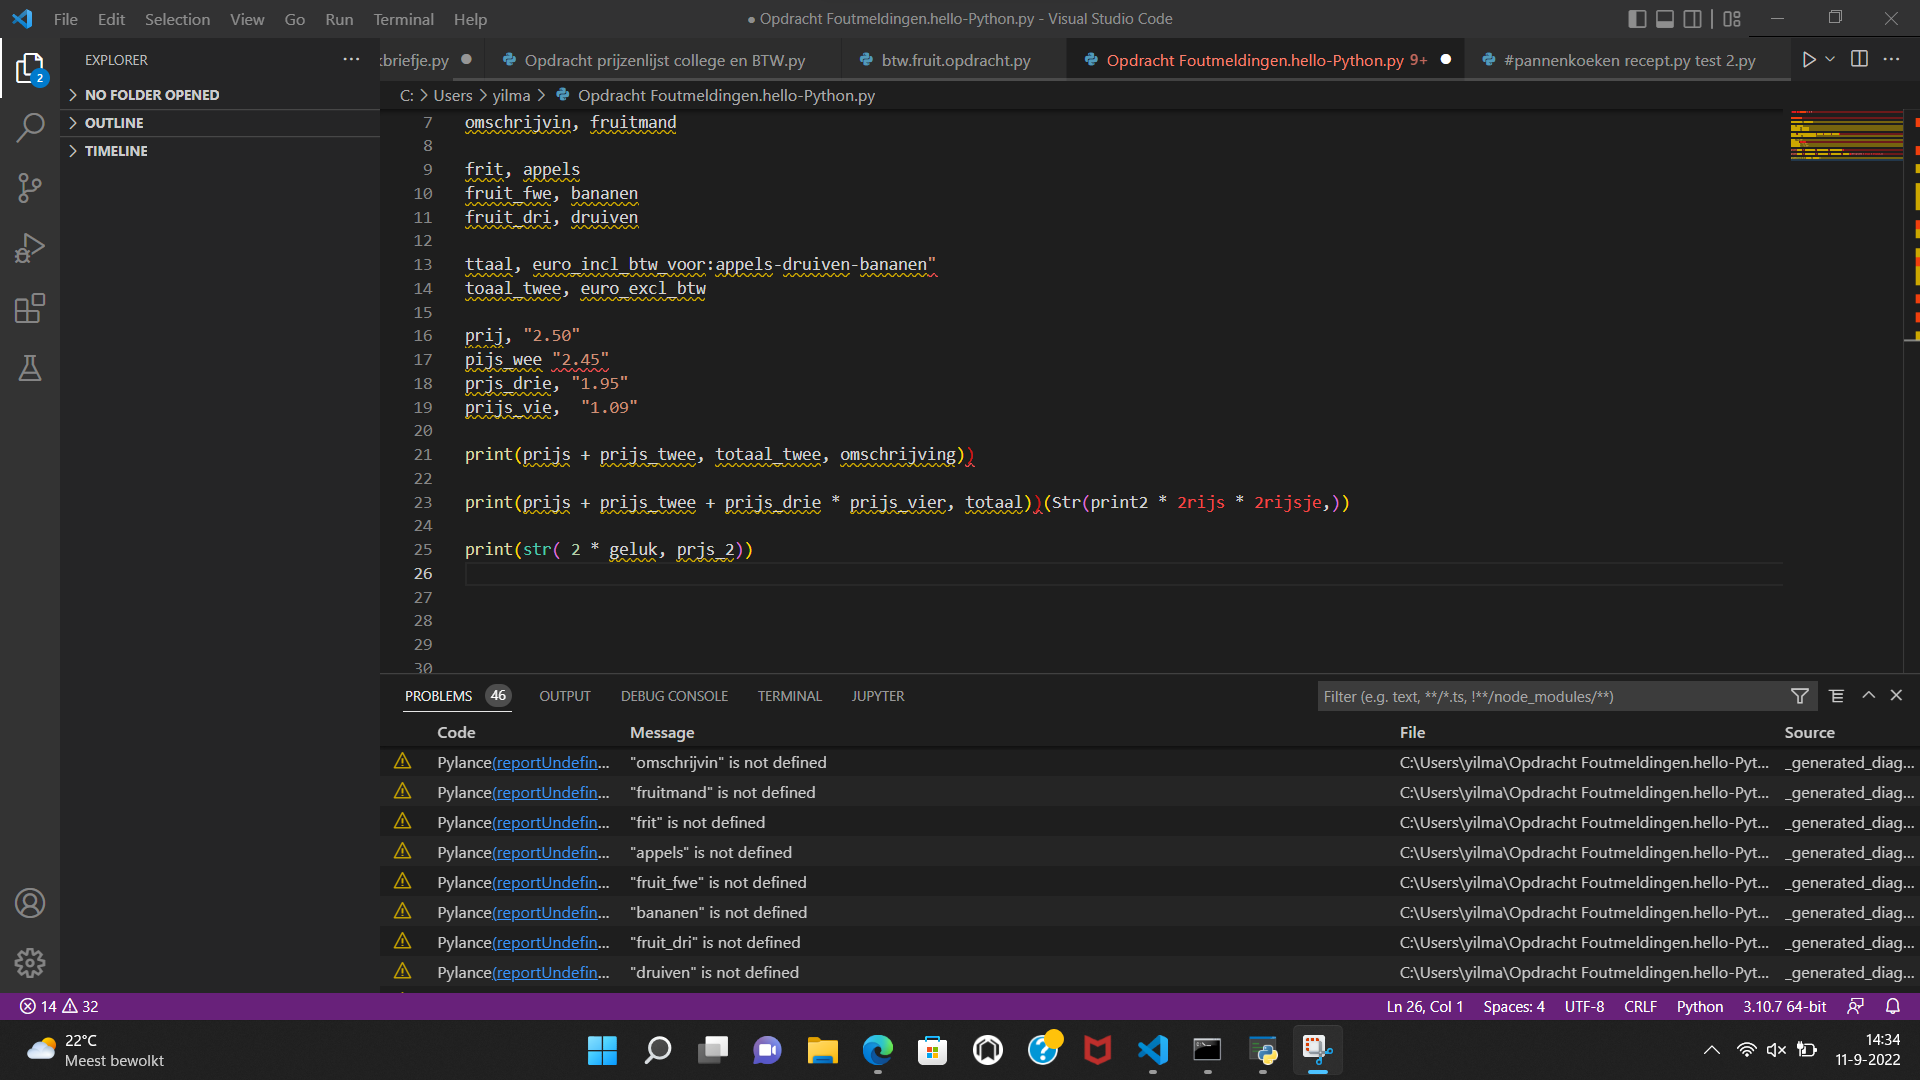 File Edit Selection View Go Run Terminal Help
● Opdracht Foutmeldingen.hello-Python.py - Visual Studio Code
EXPLORER
kbriefje.py
Opdracht prijzenlijst college en BTW.py
btw.fruit.opdracht.py
Opdracht Foutmeldingen.hello-Python.py 9+
#pannenkoeken recept.py test 2.py
2
NO FOLDER OPENED
OUTLINE
TIMELINE
C: > Users > yilma > Opdracht Foutmeldingen.hello-Python.py
7 omschrijvin, fruitmand
8
9 frit, appels
10 fruit_fwe, bananen
11 fruit_dri, druiven
12
13 ttaal, euro_incl_btw_voor:appels-druiven-bananen"
14 toaal_twee, euro_excl_btw
15
16 prij, "2.50"
17 pijs_wee "2.45"
18 prjs_drie, "1.95"
19 prijs_vie,  "1.09"
20
21 print(prijs + prijs_twee, totaal_twee, omschrijving))
22
23 print(prijs + prijs_twee + prijs_drie * prijs_vier, totaal))(Str(print2 * 2rijs * 2rijsje,))
24
25 print(str( 2 * geluk, prjs_2))
26
27
28
29
30
PROBLEMS 46 OUTPUT DEBUG CONSOLE TERMINAL JUPYTER
Filter (e.g. text, **/*.ts, !**/node_modules/**)
Code Message File Source
Pylance(reportUndefin... "omschrijvin" is not defined C:\Users\yilma\Opdracht Foutmeldingen.hello-Pyt... _generated_diag...
Pylance(reportUndefin... "fruitmand" is not defined C:\Users\yilma\Opdracht Foutmeldingen.hello-Pyt... _generated_diag...
Pylance(reportUndefin... "frit" is not defined C:\Users\yilma\Opdracht Foutmeldingen.hello-Pyt... _generated_diag...
Pylance(reportUndefin... "appels" is not defined C:\Users\yilma\Opdracht Foutmeldingen.hello-Pyt... _generated_diag...
Pylance(reportUndefin... "fruit_fwe" is not defined C:\Users\yilma\Opdracht Foutmeldingen.hello-Pyt... _generated_diag...
Pylance(reportUndefin... "bananen" is not defined C:\Users\yilma\Opdracht Foutmeldingen.hello-Pyt... _generated_diag...
Pylance(reportUndefin... "fruit_dri" is not defined C:\Users\yilma\Opdracht Foutmeldingen.hello-Pyt... _generated_diag...
Pylance(reportUndefin... "druiven" is not defined C:\Users\yilma\Opdracht Foutmeldingen.hello-Pyt... _generated_diag...
14 32
Ln 26, Col 1 Spaces: 4 UTF-8 CRLF Python 3.10.7 64-bit
22°C
Meest bewolkt
14:34
11-9-2022